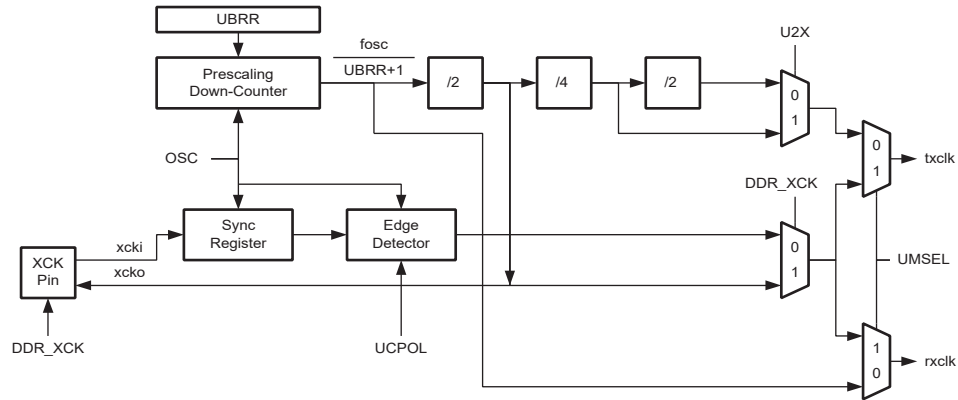 UBRR
U2X
fosc
UBRR+1
Prescaling
Down-Counter
/2
/4
/2
0
1
OSC
0
1
txclk
DDR_XCK
Sync
Register
Edge
Detector
xcki
xcko
XCK
Pin
0
1
UMSEL
DDR_XCK
UCPOL
1
0
rxclk